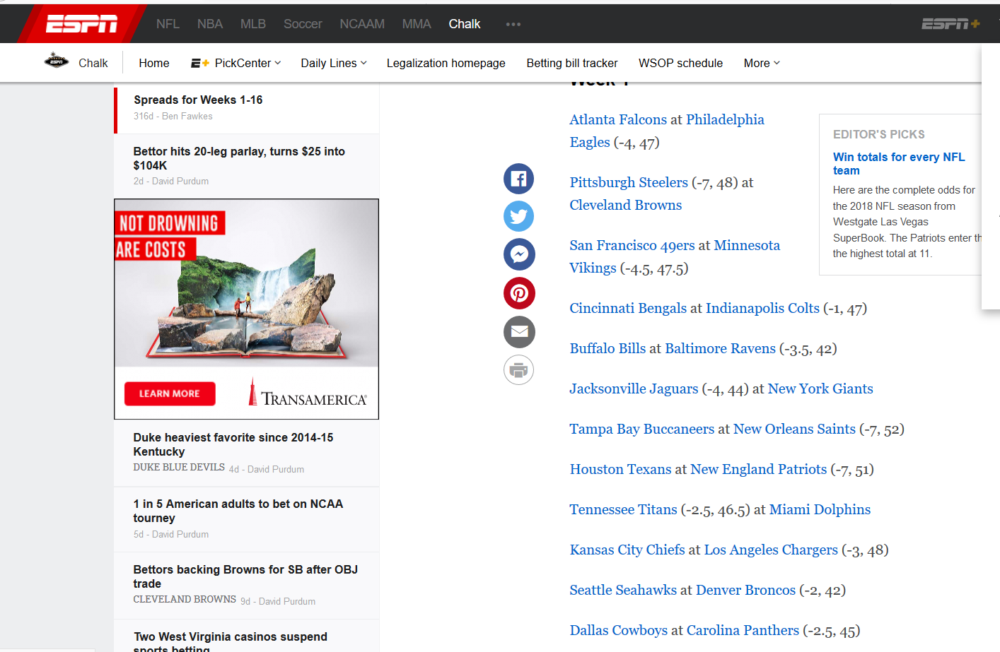 ESPN NFL NBA MLB Soccer NCAAM MMA Chalk ••• ESPN+
ESPN Chalk Home E+ PickCenter Daily Lines Legalization homepage Betting bill tracker WSOP schedule More
Spreads for Weeks 1-16
316d - Ben Fawkes
Bettor hits 20-leg parlay, turns $25 into
$104K
2d - David Purdum
NOT DROWNING
ARE COSTS
LEARN MORE
TRANSAMERICA®
Duke heaviest favorite since 2014-15
Kentucky
DUKE BLUE DEVILS 4d - David Purdum
1 in 5 American adults to bet on NCAA
tourney
5d - David Purdum
Bettors backing Browns for SB after OBJ
trade
CLEVELAND BROWNS 9d - David Purdum
Two West Virginia casinos suspend
sports betting
Week 1
Atlanta Falcons at Philadelphia
Eagles (-4, 47)
Pittsburgh Steelers (-7, 48) at
Cleveland Browns
San Francisco 49ers at Minnesota
Vikings (-4.5, 47.5)
Cincinnati Bengals at Indianapolis Colts (-1, 47)
Buffalo Bills at Baltimore Ravens (-3.5, 42)
Jacksonville Jaguars (-4, 44) at New York Giants
Tampa Bay Buccaneers at New Orleans Saints (-7, 52)
Houston Texans at New England Patriots (-7, 51)
Tennessee Titans (-2.5, 46.5) at Miami Dolphins
Kansas City Chiefs at Los Angeles Chargers (-3, 48)
Seattle Seahawks at Denver Broncos (-2, 42)
Dallas Cowboys at Carolina Panthers (-2.5, 45)
EDITOR'S PICKS
Win totals for every NFL
team
Here are the complete odds for
the 2018 NFL season from
Westgate Las Vegas
SuperBook. The Patriots enter th
the highest total at 11.